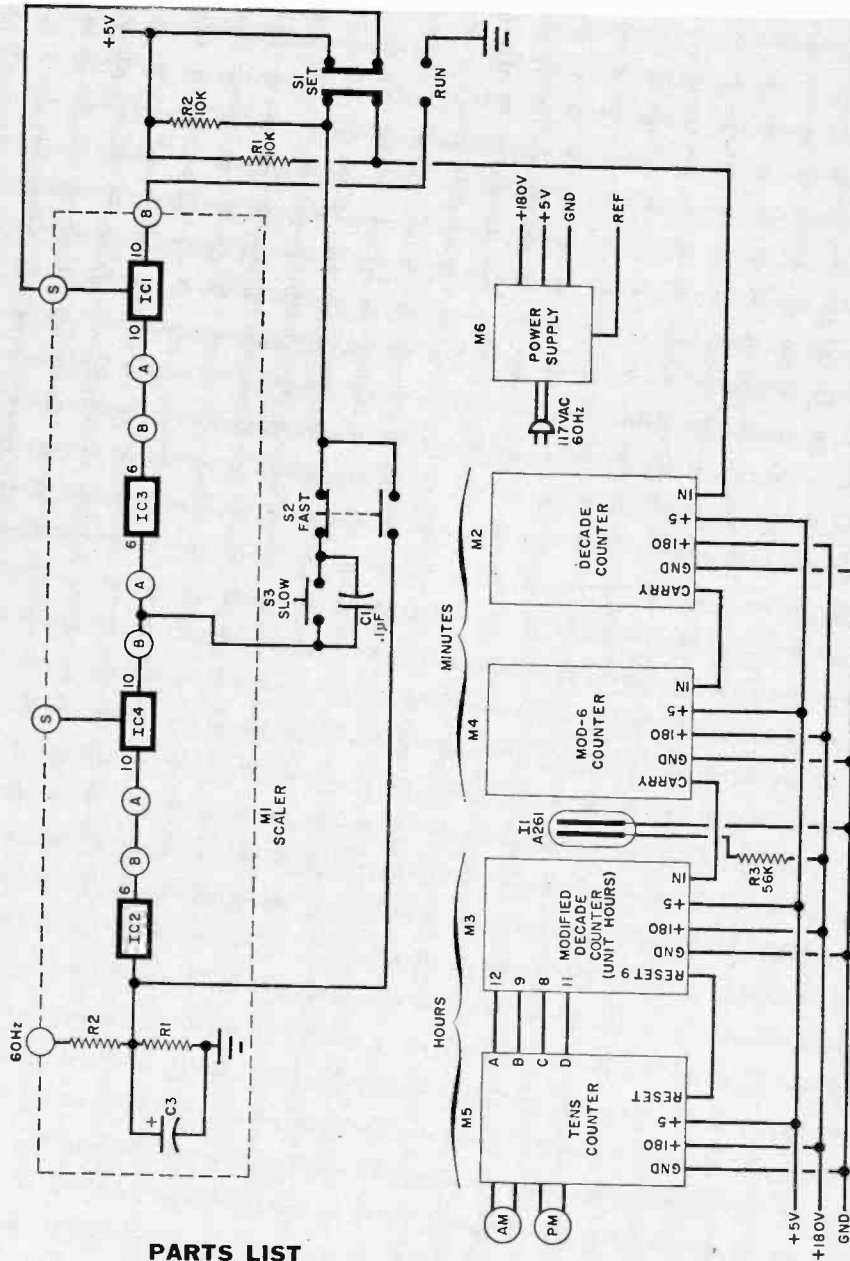 +5V
R2
10K
R1
10K
S1
SET
RUN
S
B
10
IC1
10
A
B
6
IC3
6
A
B
10
IC4
10
S
A
B
6
IC2
60Hz
R2
R1
C3
+
M1
SCALER
S2
FAST
S3
SLOW
C1
.1µF
M6
POWER
SUPPLY
+180V
+5V
GND
REF
117VAC
60Hz
HOURS
MINUTES
M5
TENS
COUNTER
A
B
C
D
RESET
+5
+180
GND
AM
PM
M3
MODIFIED
DECADE
COUNTER
(UNIT HOURS)
12
9
8
11
IN
+5
+180
GND
RESET 9
I1
A261
R3
56K
M4
MOD-6
COUNTER
IN
+5
+180
GND
CARRY
M2
DECADE
COUNTER
IN
+5
+180
GND
CARRY
+5V
+180V
GND
PARTS LIST